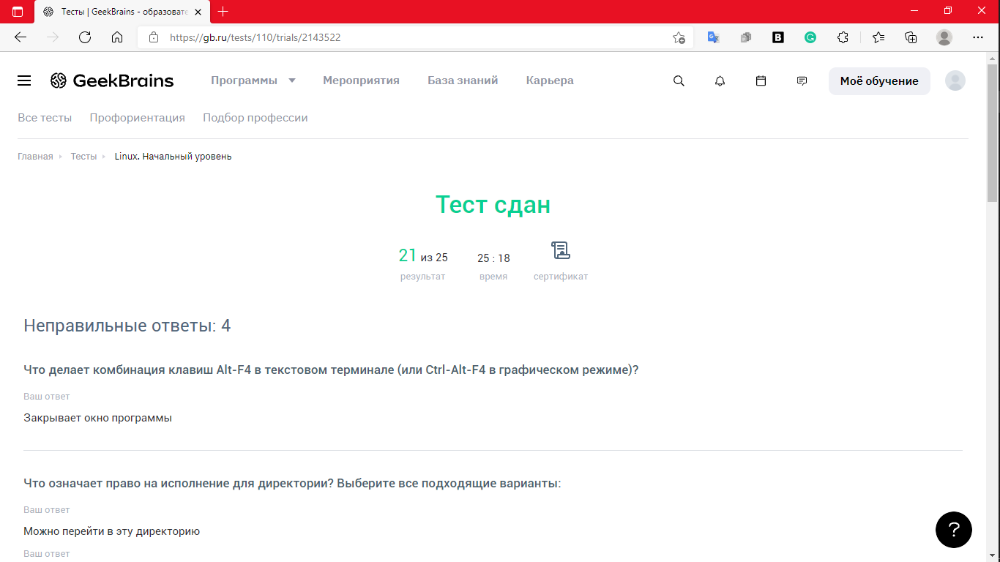 Тесты | GeekBrains - образовате
https://gb.ru/tests/110/trials/2143522
GeekBrains Программы Мероприятия База знаний Карьера Моё обучение
Все тесты Профориентация Подбор профессии
Главная Тесты Linux. Начальный уровень
Тест сдан
21 из 25 25 : 18
результат время сертификат
Неправильные ответы: 4
Что делает комбинация клавиш Alt-F4 в текстовом терминале (или Ctrl-Alt-F4 в графическом режиме)?
Ваш ответ
Закрывает окно программы
Что означает право на исполнение для директории? Выберите все подходящие варианты:
Ваш ответ
Можно перейти в эту директорию
Ваш ответ
?